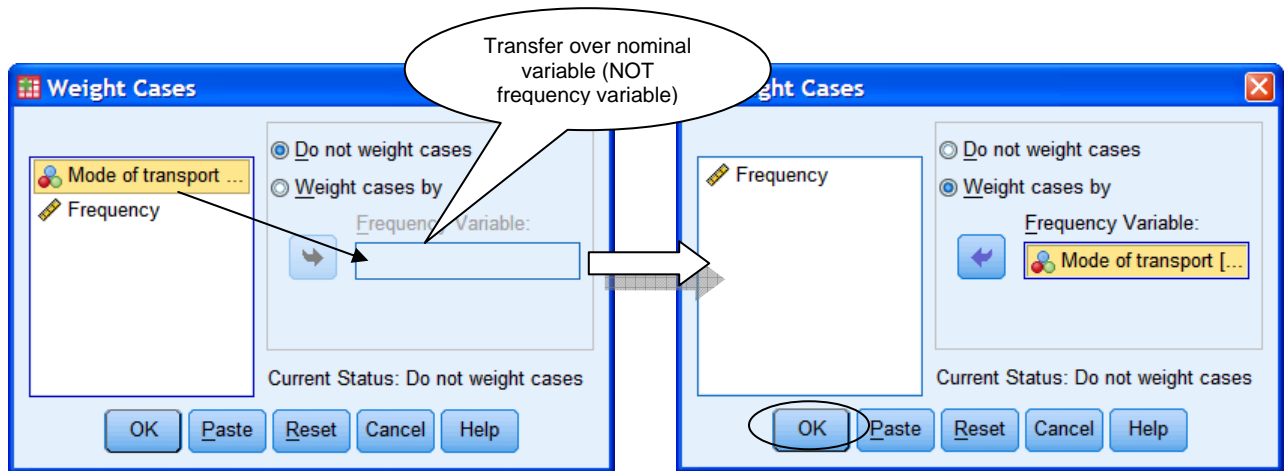 Transfer over nominal
variable (NOT
frequency variable)
Weight Cases
Mode of transport ...
Frequency
Do not weight cases
Weight cases by
Frequency Variable:
Current Status: Do not weight cases
OK
Paste
Reset
Cancel
Help
ght Cases
Frequency
Do not weight cases
Weight cases by
Frequency Variable:
Mode of transport [...
Current Status: Do not weight cases
OK
Paste
Reset
Cancel
Help